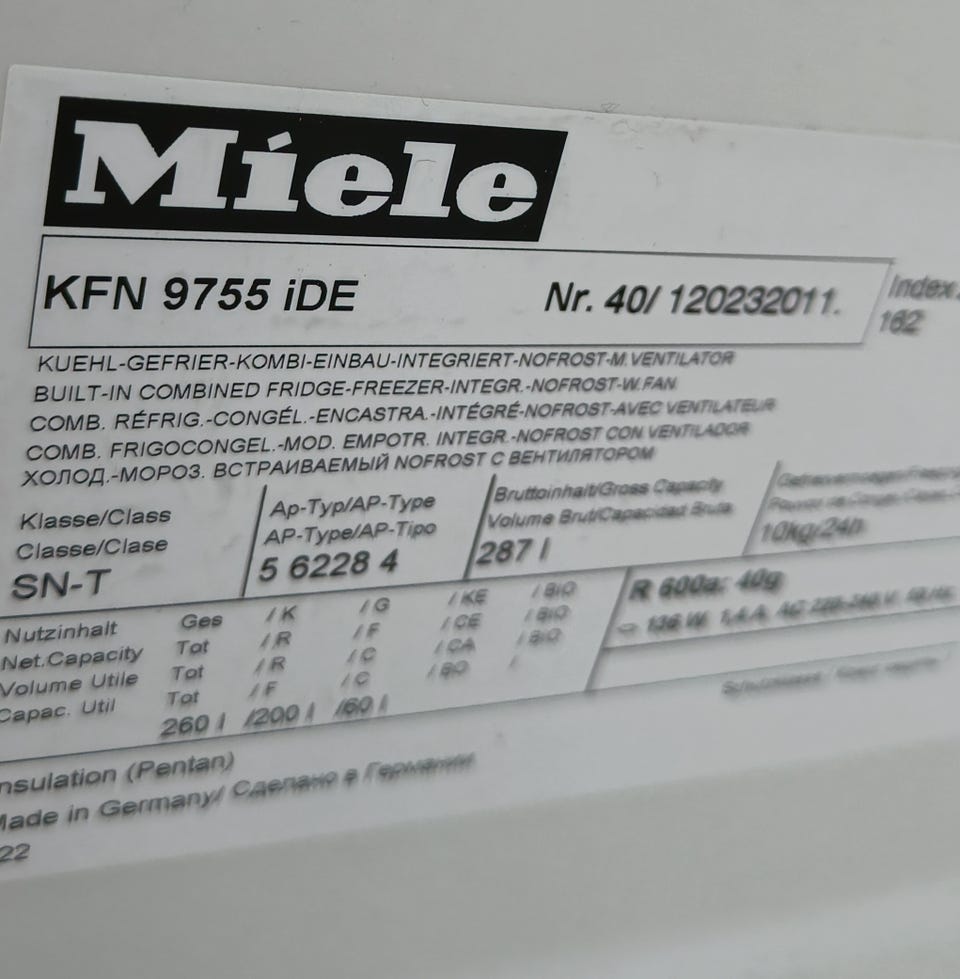 Miele
KFN 9755 iDE Nr. 40/ 120232011. Index.
162
KUEHL-GEFRIER-KOMBI-EINBAU-INTEGRIERT-NOFROST-M.VENTILATOR
BUILT-IN COMBINED FRIDGE-FREEZER-INTEGR.-NOFROST-W.FAN
COMB. RÉFRIG.-CONGÉL.-ENCASTRA.-INTÉGRÉ-NOFROST-AVEC VENTILATEUR
COMB. FRIGOCONGEL.-MOD. EMPOTR. INTEGR.-NOFROST CON VENTILADOR
ХОЛОД.-МОРОЗ. ВСТРАИВАЕМЫЙ NOFROST С ВЕНТИЛЯТОРОМ
Klasse/Class Ap-Typ/AP-Type Bruttoinhalt/Gross Capacity
Classe/Clase AP-Type/AP-Tipo Volume Brut/Capacidad Bruta
SN-T 5 6228 4 287 l 10kg/24h
Nutzinhalt Ges / K / G / KE / BIO R 600a: 40g
Net.Capacity Tot / R / F / CE / BIO
Volume Utile Tot / R / C / CA / BIO
Capac. Util Tot / F / C / BO /
260 l /200 l /60 l
nsulation (Pentan)
Made in Germany/ Сделано в Германии
22